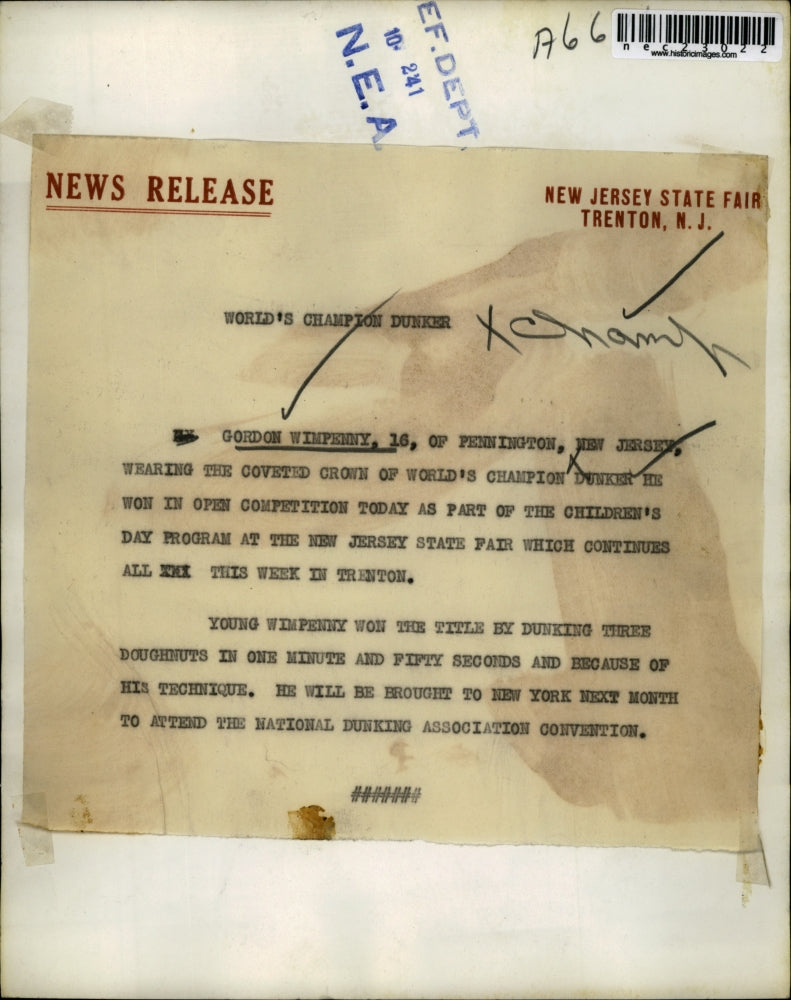 A66
nec23022
www.historicimages.com
EF. DEPT.
10· 241
N.E.A.
NEWS RELEASE
NEW JERSEY STATE FAIR
TRENTON, N. J.
WORLD'S CHAMPION DUNKER
x Champ
GORDON WIMPENNY, 16, OF PENNINGTON, NEW JERSEY,
WEARING THE COVETED CROWN OF WORLD'S CHAMPION DUNKER HE
WON IN OPEN COMPETITION TODAY AS PART OF THE CHILDREN'S
DAY PROGRAM AT THE NEW JERSEY STATE FAIR WHICH CONTINUES
ALL XXX THIS WEEK IN TRENTON.
YOUNG WIMPENNY WON THE TITLE BY DUNKING THREE
DOUGHNUTS IN ONE MINUTE AND FIFTY SECONDS AND BECAUSE OF
HIS TECHNIQUE. HE WILL BE BROUGHT TO NEW YORK NEXT MONTH
TO ATTEND THE NATIONAL DUNKING ASSOCIATION CONVENTION.
#######